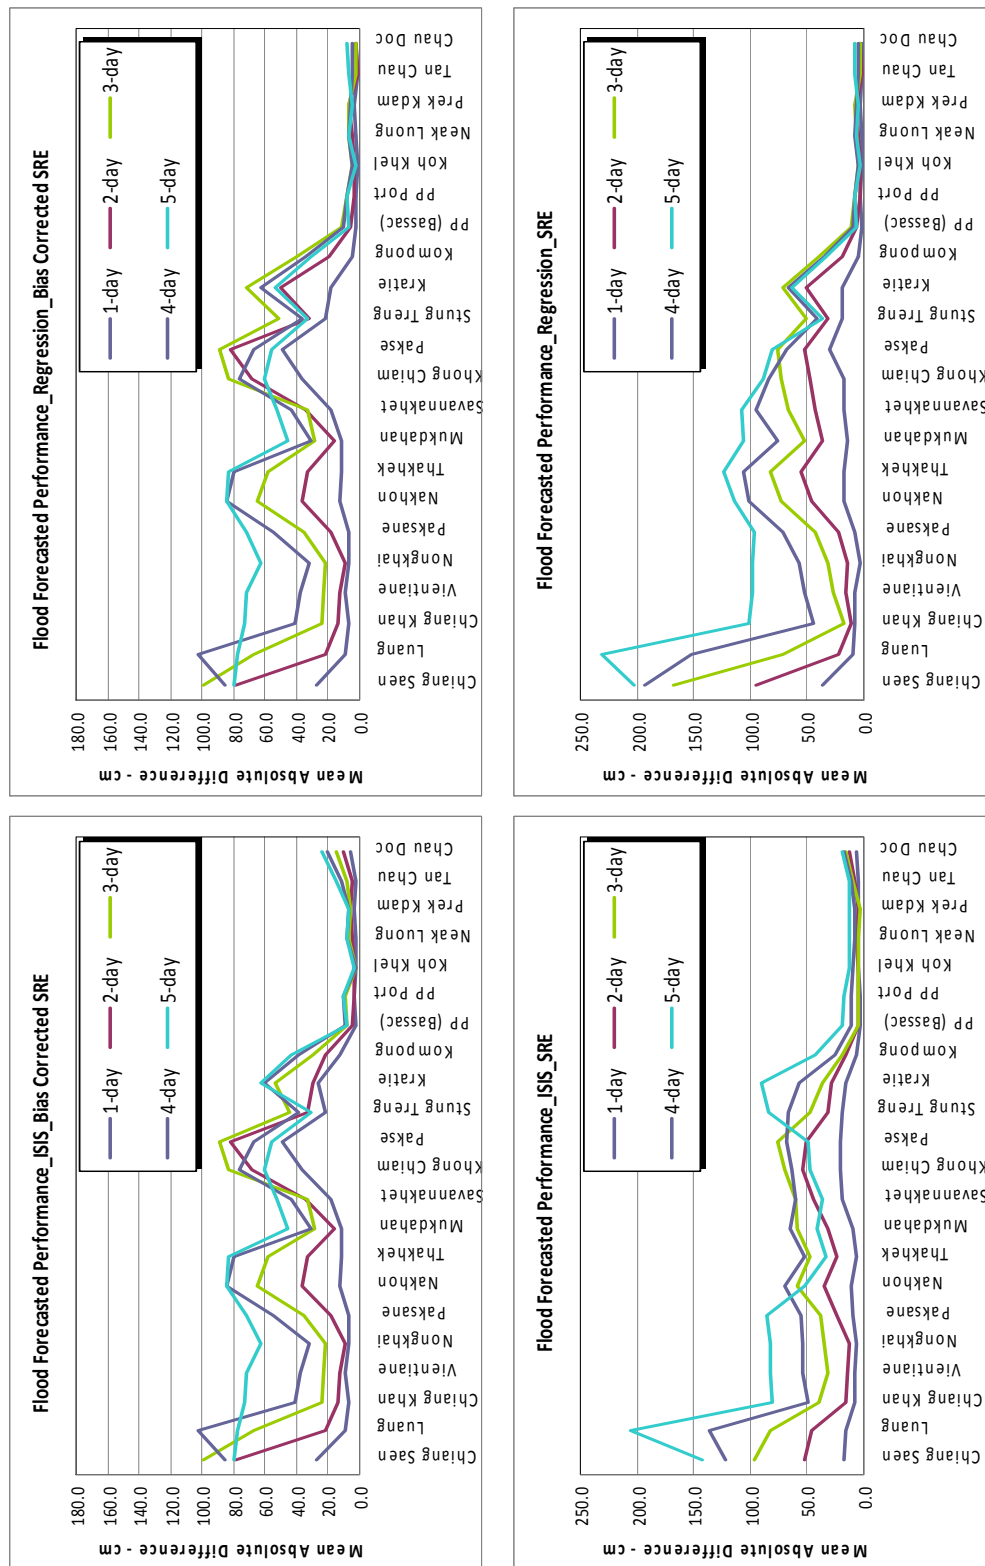 Flood Forecasted Performance_ISIS_Bias Corrected SRE
1-day
2-day
3-day
4-day
5-day
Mean Absolute Difference - cm
180.0
160.0
140.0
120.0
100.0
80.0
60.0
40.0
20.0
0.0
Chiang Saen
Luang
Chiang Khan
Vientiane
Nongkhai
Paksane
Nakhon
Thakhek
Mukdahan
Savannakhet
Khong Chiam
Pakse
Stung Treng
Kratie
Kompong
PP (Bassac)
PP Port
Koh Khel
Neak Luong
Prek Kdam
Tan Chau
Chau Doc
Flood Forecasted Performance_Regression_Bias Corrected SRE
1-day
2-day
3-day
4-day
5-day
Mean Absolute Difference - cm
180.0
160.0
140.0
120.0
100.0
80.0
60.0
40.0
20.0
0.0
Chiang Saen
Luang
Chiang Khan
Vientiane
Nongkhai
Paksane
Nakhon
Thakhek
Mukdahan
Savannakhet
Khong Chiam
Pakse
Stung Treng
Kratie
Kompong
PP (Bassac)
PP Port
Koh Khel
Neak Luong
Prek Kdam
Tan Chau
Chau Doc
Flood Forecasted Performance_ISIS_SRE
1-day
2-day
3-day
4-day
5-day
Mean Absolute Difference - cm
250.0
200.0
150.0
100.0
50.0
0.0
Chiang Saen
Luang
Chiang Khan
Vientiane
Nongkhai
Paksane
Nakhon
Thakhek
Mukdahan
Savannakhet
Khong Chiam
Pakse
Stung Treng
Kratie
Kompong
PP (Bassac)
PP Port
Koh Khel
Neak Luong
Prek Kdam
Tan Chau
Chau Doc
Flood Forecasted Performance_Regression_SRE
1-day
2-day
3-day
4-day
5-day
Mean Absolute Difference - cm
250.0
200.0
150.0
100.0
50.0
0.0
Chiang Saen
Luang
Chiang Khan
Vientiane
Nongkhai
Paksane
Nakhon
Thakhek
Mukdahan
Savannakhet
Khong Chiam
Pakse
Stung Treng
Kratie
Kompong
PP (Bassac)
PP Port
Koh Khel
Neak Luong
Prek Kdam
Tan Chau
Chau Doc